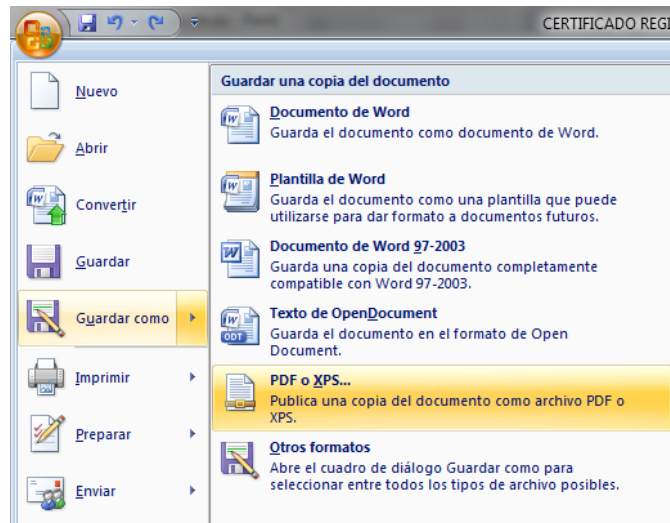 CERTIFICADO REGI
Nuevo
Abrir
Convertir
Guardar
Guardar como
Imprimir
Preparar
Enviar
Guardar una copia del documento
Documento de Word
Guarda el documento como documento de Word.
Plantilla de Word
Guarda el documento como una plantilla que puede
utilizarse para dar formato a documentos futuros.
Documento de Word 97-2003
Guarda una copia del documento completamente
compatible con Word 97-2003.
Texto de OpenDocument
Guarda el documento en el formato de Open
Document.
ODT
PDF o XPS...
Publica una copia del documento como archivo PDF o
XPS.
Otros formatos
Abre el cuadro de diálogo Guardar como para
seleccionar entre todos los tipos de archivo posibles.